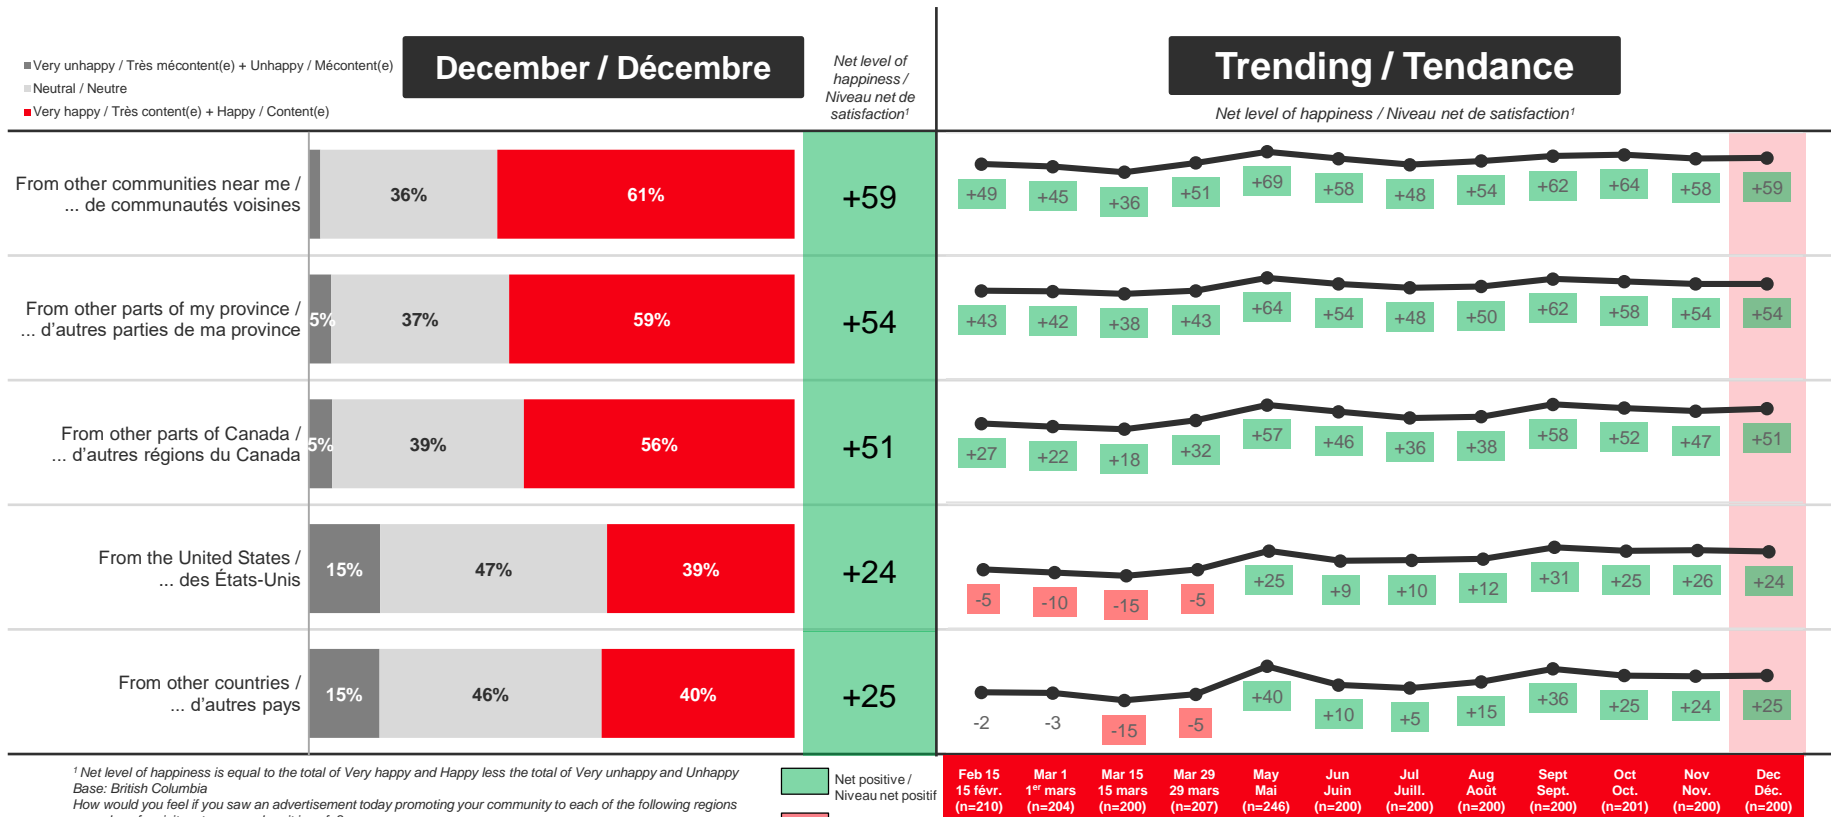 Very unhappy / Très mécontent(e) + Unhappy / Mécontent(e)
Neutral / Neutre
Very happy / Très content(e) + Happy / Content(e)
December / Décembre
Net level of
happiness /
Niveau net de
satisfaction¹
Trending / Tendance
Net level of happiness / Niveau net de satisfaction¹
From other communities near me /
... de communautés voisines
36% 61% +59
+49 +45 +36 +51 +69 +58 +48 +54 +62 +64 +58 +59
From other parts of my province /
... d'autres parties de ma province
5% 37% 59% +54
+43 +42 +38 +43 +64 +54 +48 +50 +62 +58 +54 +54
From other parts of Canada /
... d'autres régions du Canada
5% 39% 56% +51
+27 +22 +18 +32 +57 +46 +36 +38 +58 +52 +47 +51
From the United States /
... des États-Unis
15% 47% 39% +24
-5 -10 -15 -5 +25 +9 +10 +12 +31 +25 +26 +24
From other countries /
... d'autres pays
15% 46% 40% +25
-2 -3 -15 -5 +40 +10 +5 +15 +36 +25 +24 +25
¹ Net level of happiness is equal to the total of Very happy and Happy less the total of Very unhappy and Unhappy
Base: British Columbia
How would you feel if you saw an advertisement today promoting your community to each of the following regions
Net positive /
Niveau net positif
Feb 15 Mar 1 Mar 15 Mar 29 May Jun Jul Aug Sept Oct Nov Dec
15 févr. 1er mars 15 mars 29 mars Mai Juin Juill. Août Sept. Oct. Nov. Déc.
(n=210) (n=204) (n=200) (n=207) (n=246) (n=200) (n=200) (n=200) (n=200) (n=201) (n=200) (n=200)